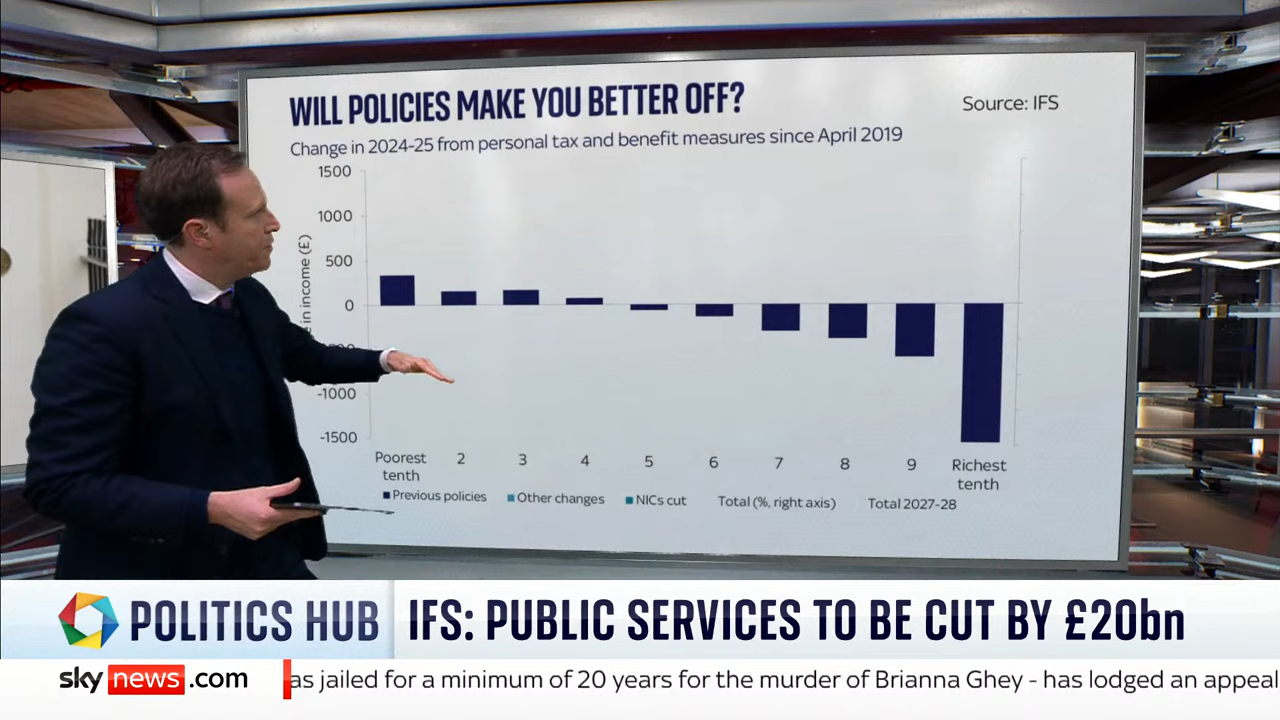 WILL POLICIES MAKE YOU BETTER OFF?
Source: IFS
Change in 2024-25 from personal tax and benefit measures since April 2019
1500
1000
500
0
-1000
-1500
in income (£)
Poorest tenth
2
3
4
5
6
7
8
9
Richest tenth
Previous policies
Other changes
NICs cut
Total (%, right axis)
Total 2027-28
POLITICS HUB
IFS: PUBLIC SERVICES TO BE CUT BY £20bn
sky news .com
as jailed for a minimum of 20 years for the murder of Brianna Ghey - has lodged an appeal